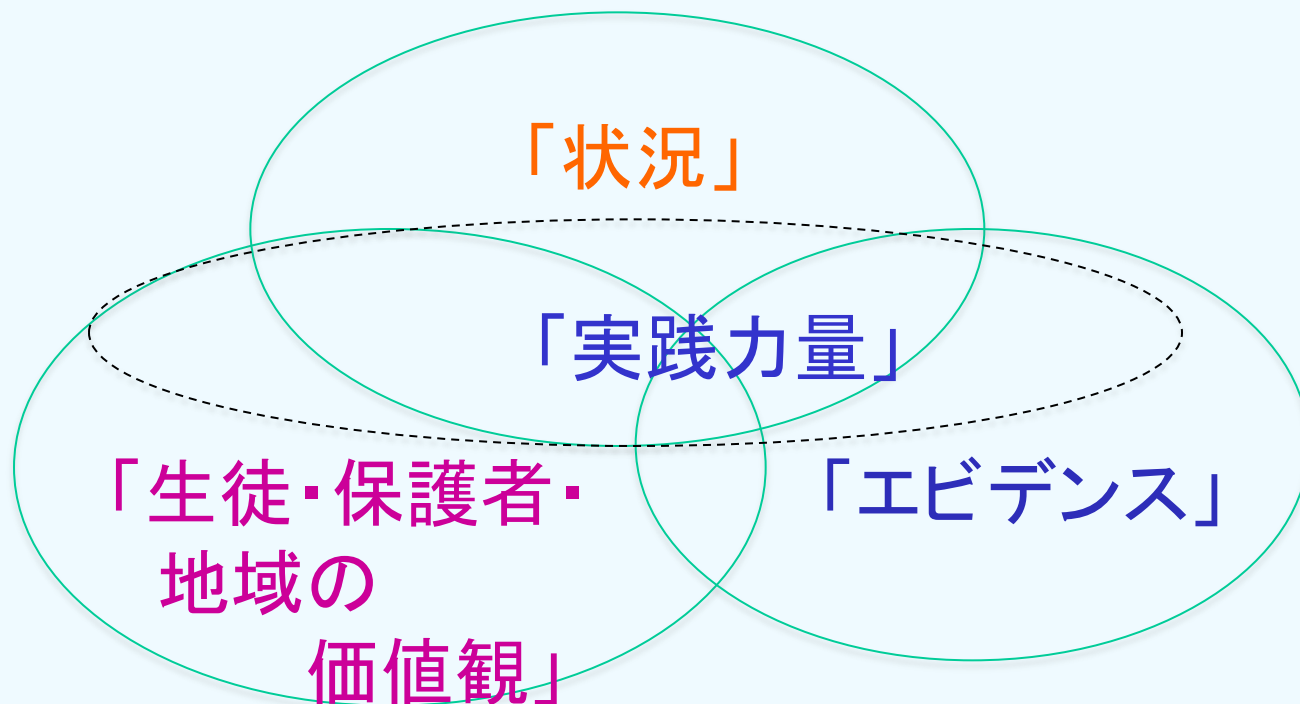 「状況」
「実践力量」
「生徒・保護者・
地域の
価値観」
「エビデンス」